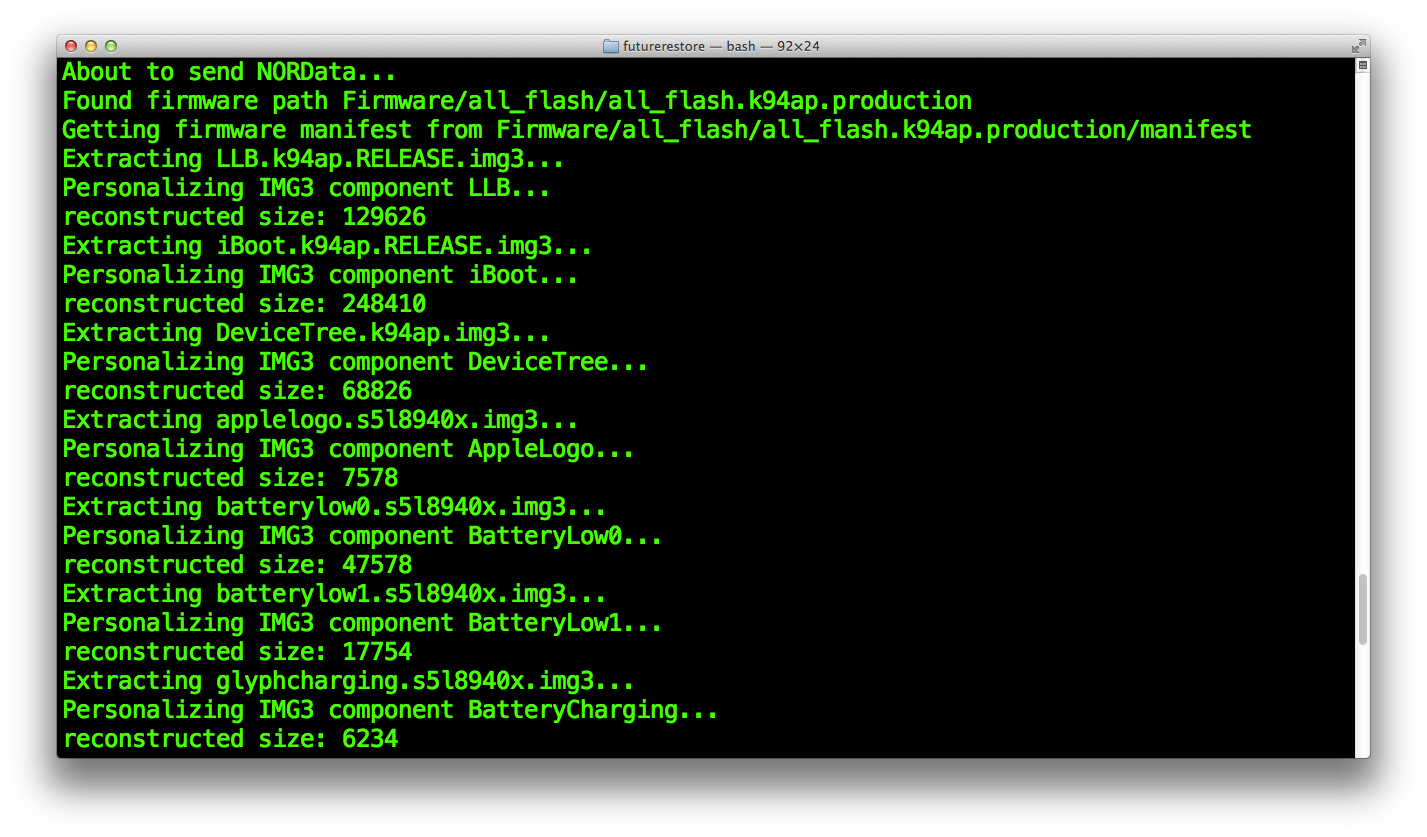 futurerestore — bash — 92×24
About to send NORData...
Found firmware path Firmware/all_flash/all_flash.k94ap.production
Getting firmware manifest from Firmware/all_flash/all_flash.k94ap.production/manifest
Extracting LLB.k94ap.RELEASE.img3...
Personalizing IMG3 component LLB...
reconstructed size: 129626
Extracting iBoot.k94ap.RELEASE.img3...
Personalizing IMG3 component iBoot...
reconstructed size: 248410
Extracting DeviceTree.k94ap.img3...
Personalizing IMG3 component DeviceTree...
reconstructed size: 68826
Extracting applelogo.s5l8940x.img3...
Personalizing IMG3 component AppleLogo...
reconstructed size: 7578
Extracting batterylow0.s5l8940x.img3...
Personalizing IMG3 component BatteryLow0...
reconstructed size: 47578
Extracting batterylow1.s5l8940x.img3...
Personalizing IMG3 component BatteryLow1...
reconstructed size: 17754
Extracting glyphcharging.s5l8940x.img3...
Personalizing IMG3 component BatteryCharging...
reconstructed size: 6234